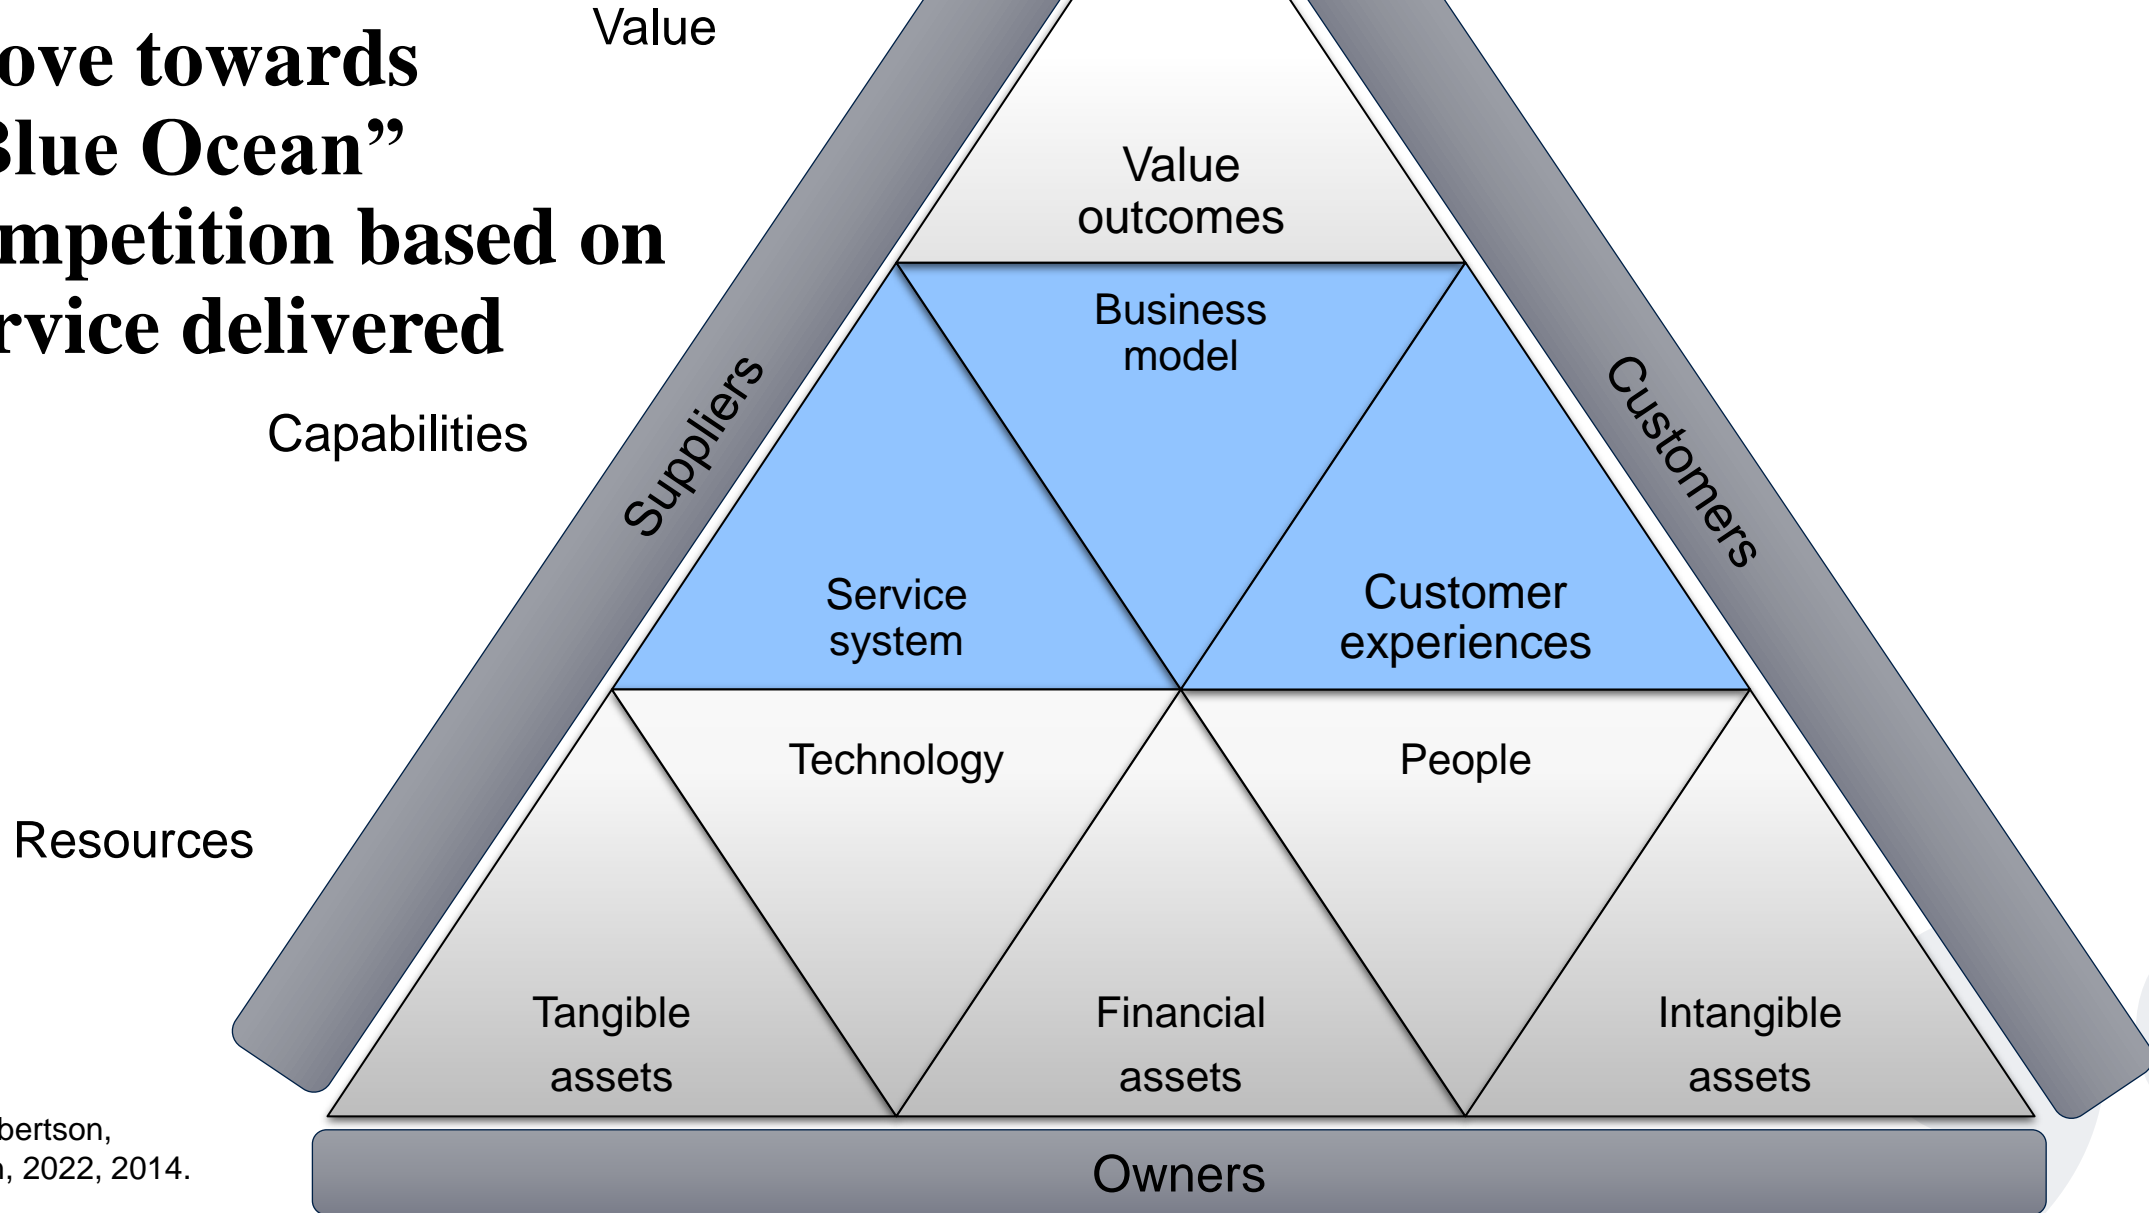 Value
ove towards
Blue Ocean”
mpetition based on
rvice delivered
Value
outcomes
Business
model
Suppliers
Customers
Capabilities
Service
system
Customer
experiences
Technology
People
Resources
Tangible
assets
Financial
assets
Intangible
assets
bertson,
, 2022, 2014.
Owners